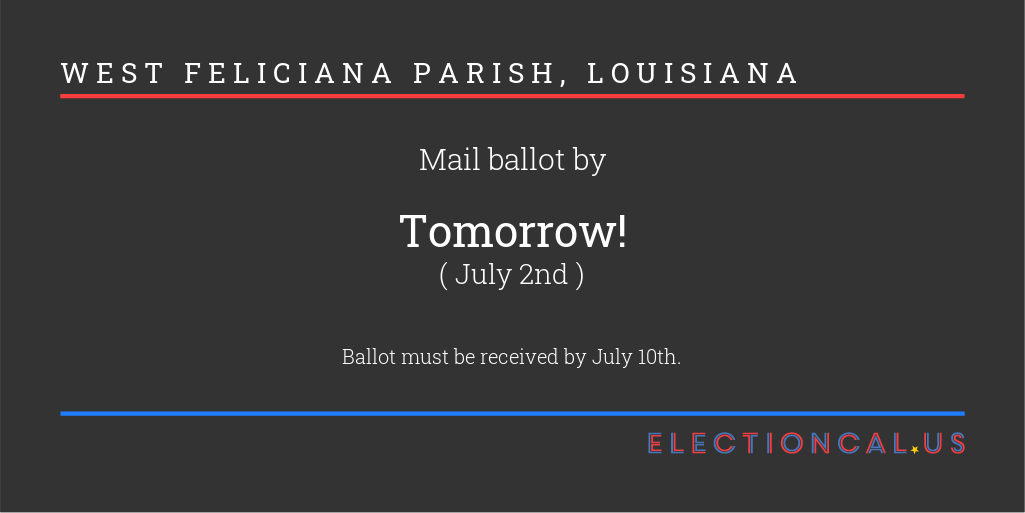 WEST FELICIANA PARISH, LOUISIANA
Mail ballot by
Tomorrow!
( July 2nd )
Ballot must be received by July 10th.
ELECTIONCAL.US